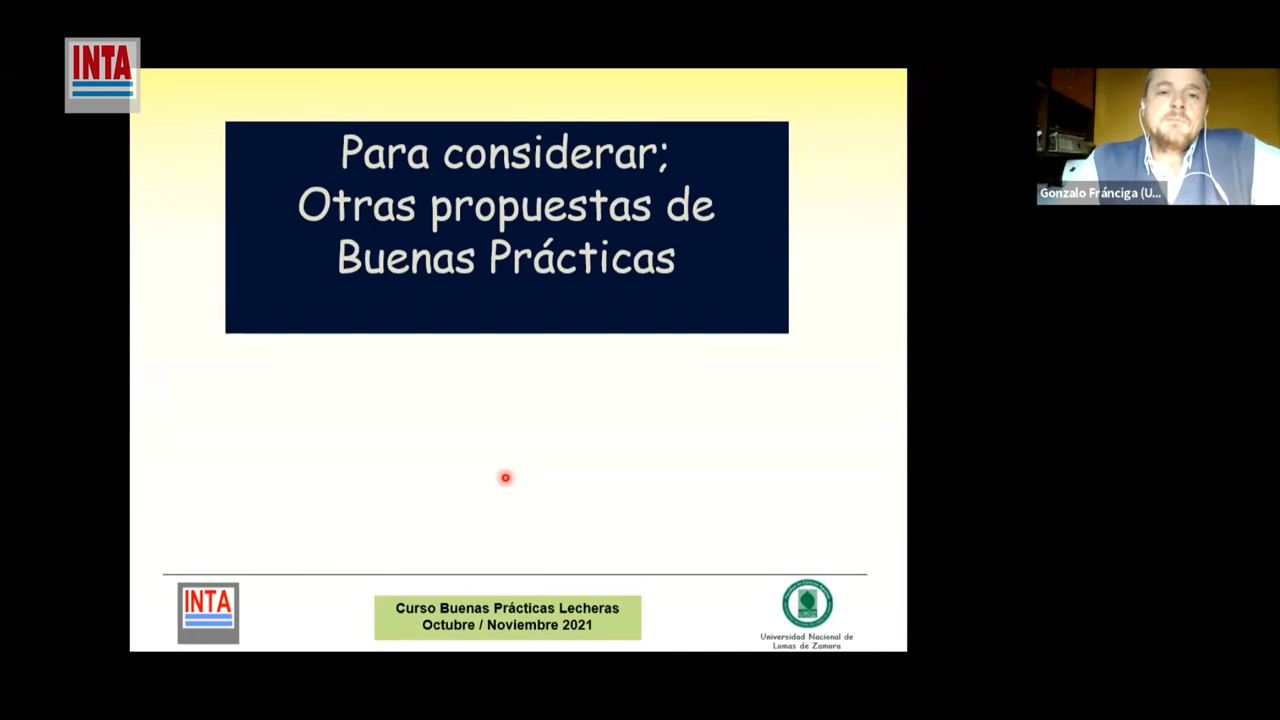 INTA
Para considerar;
Otras propuestas de
Buenas Prácticas
Gonzalo Fránciga (U...
INTA
Curso Buenas Prácticas Lecheras
Octubre / Noviembre 2021
Universidad Nacional de
Lomas de Zamora